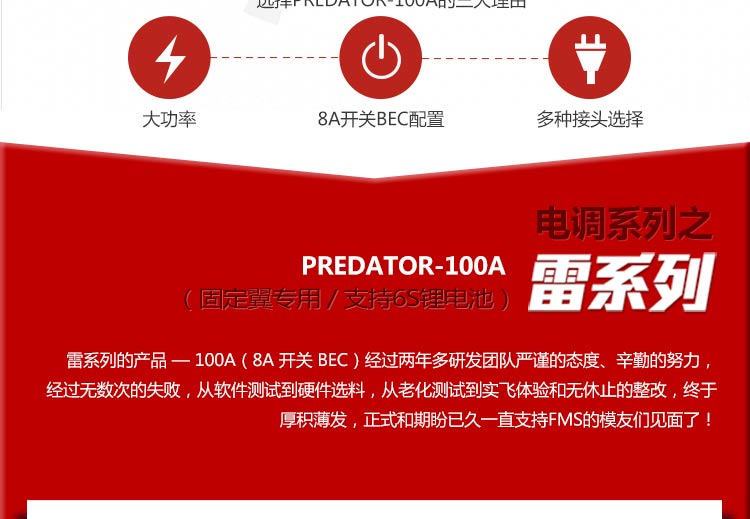 选择PREDATOR-100A的三大理由
大功率
8A开关BEC配置
多种接头选择
电调系列之
PREDATOR-100A
雷系列
（固定翼专用 / 支持6S锂电池）
雷系列的产品 — 100A（8A 开关 BEC）经过两年多研发团队严谨的态度、辛勤的努力，
经过无数次的失败，从软件测试到硬件选料，从老化测试到实飞体验和无休止的整改，终于
厚积薄发，正式和期盼已久一直支持FMS的模友们见面了！